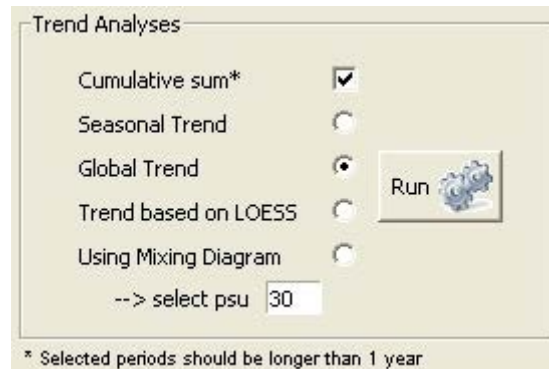 Trend Analyses
Cumulative sum*
Seasonal Trend
Global Trend
Run
Trend based on LOESS
Using Mixing Diagram
--> select psu 30
* Selected periods should be longer than 1 year